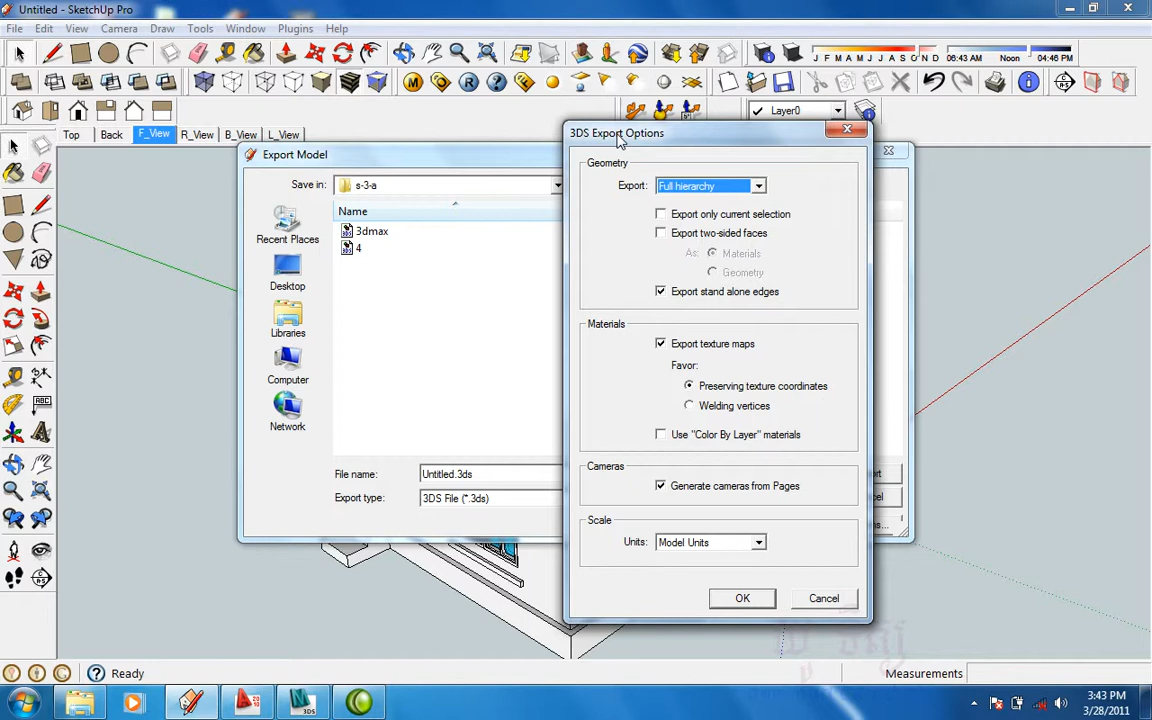 Untitled - SketchUp Pro
File Edit View Camera Draw Tools Window Plugins Help
J F M A M J J A S O N D
06:43 AM Noon 04:46 PM
M R ?
Layer0
Top Back F_View R_View B_View L_View
Export Model
Save in: s-3-a
Name
3dmax
4
Recent Places
Desktop
Libraries
Computer
Network
File name: Untitled.3ds
Export type: 3DS File (*.3ds)
3DS Export Options
Geometry
Export: Full hierarchy
Export only current selection
Export two-sided faces
As: Materials
Geometry
Export stand alone edges
Materials
Export texture maps
Favor:
Preserving texture coordinates
Welding vertices
Use "Color By Layer" materials
Cameras
Generate cameras from Pages
Scale
Units: Model Units
OK Cancel
ABC
Ready
Measurements
3:43 PM
3/28/2011